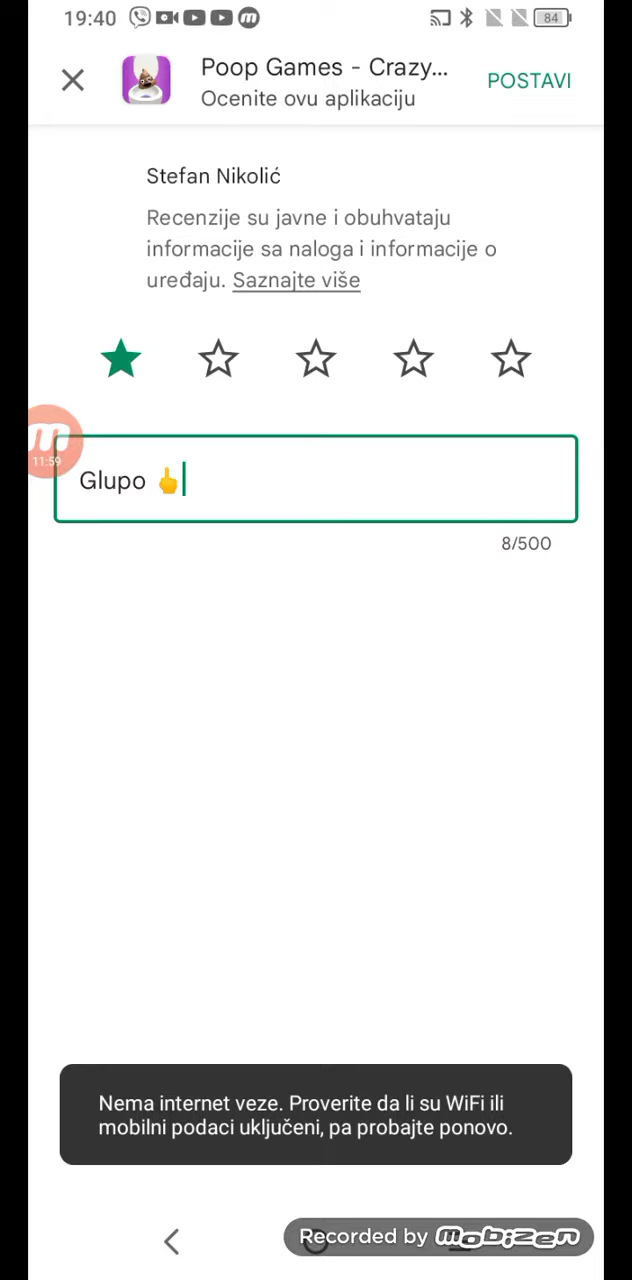 19:40
84
Poop Games - Crazy...
Ocenite ovu aplikaciju
POSTAVI
Stefan Nikolić
Recenzije su javne i obuhvataju
informacije sa naloga i informacije o
uređaju. Saznajte više
11:59
Glupo 🖕
8/500
Nema internet veze. Proverite da li su WiFi ili
mobilni podaci uključeni, pa probajte ponovo.
Recorded by mobizen